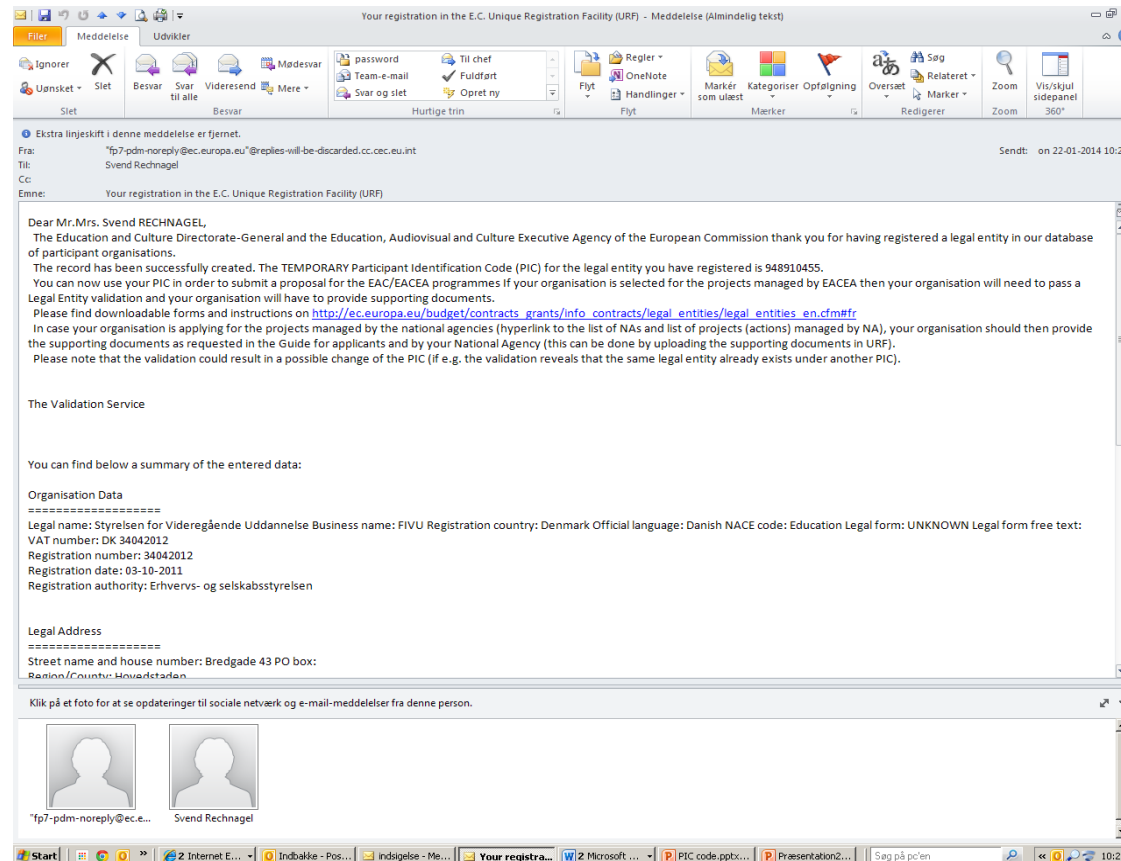 Your registration in the E.C. Unique Registration Facility (URF) - Meddelelse (Almindelig tekst)
Filer Meddelelse Udvikler
Ignorer
Uønsket
Slet
Besvar
Svar til alle
Videresend
Mødesvar
Mere
password
Team-e-mail
Svar og slet
Til chef
Fuldført
Opret ny
Flyt
Regler
OneNote
Handlinger
Markér som ulæst
Kategoriser
Opfølgning
Oversæt
Søg
Relateret
Marker
Zoom
Vis/skjul sidepanel
Slet Besvar Hurtige trin Flyt Mærker Redigerer Zoom 360°
Ekstra linjeskift i denne meddelelse er fjernet.
Fra: "fp7-pdm-noreply@ec.europa.eu"@replies-will-be-discarded.cc.cec.eu.int Sendt: on 22-01-2014 10:2
Til: Svend Rechnagel
Cc:
Emne: Your registration in the E.C. Unique Registration Facility (URF)
Dear Mr.Mrs. Svend RECHNAGEL,
The Education and Culture Directorate-General and the Education, Audiovisual and Culture Executive Agency of the European Commission thank you for having registered a legal entity in our database
of participant organisations.
The record has been successfully created. The TEMPORARY Participant Identification Code (PIC) for the legal entity you have registered is 948910455.
You can now use your PIC in order to submit a proposal for the EAC/EACEA programmes If your organisation is selected for the projects managed by EACEA then your organisation will need to pass a
Legal Entity validation and your organisation will have to provide supporting documents.
Please find downloadable forms and instructions on http://ec.europa.eu/budget/contracts_grants/info_contracts/legal_entities/legal_entities_en.cfm#fr
In case your organisation is applying for the projects managed by the national agencies (hyperlink to the list of NAs and list of projects (actions) managed by NA), your organisation should then provide
the supporting documents as requested in the Guide for applicants and by your National Agency (this can be done by uploading the supporting documents in URF).
Please note that the validation could result in a possible change of the PIC (if e.g. the validation reveals that the same legal entity already exists under another PIC).
The Validation Service
You can find below a summary of the entered data:
Organisation Data
===================
Legal name: Styrelsen for Videregående Uddannelse Business name: FIVU Registration country: Denmark Official language: Danish NACE code: Education Legal form: UNKNOWN Legal form free text:
VAT number: DK 34042012
Registration number: 34042012
Registration date: 03-10-2011
Registration authority: Erhvervs- og selskabsstyrelsen
Legal Address
===================
Street name and house number: Bredgade 43 PO box:
Region/County: Hovedstaden
Klik på et foto for at se opdateringer til sociale netværk og e-mail-meddelelser fra denne person.
"fp7-pdm-noreply@ec.e... Svend Rechnagel
Start 2 Internet E... Indbakke - Pos... indsigelse - Me... Your registra... 2 Microsoft ... PIC code.pptx... Præsentation2... Søg på pc'en 10:2